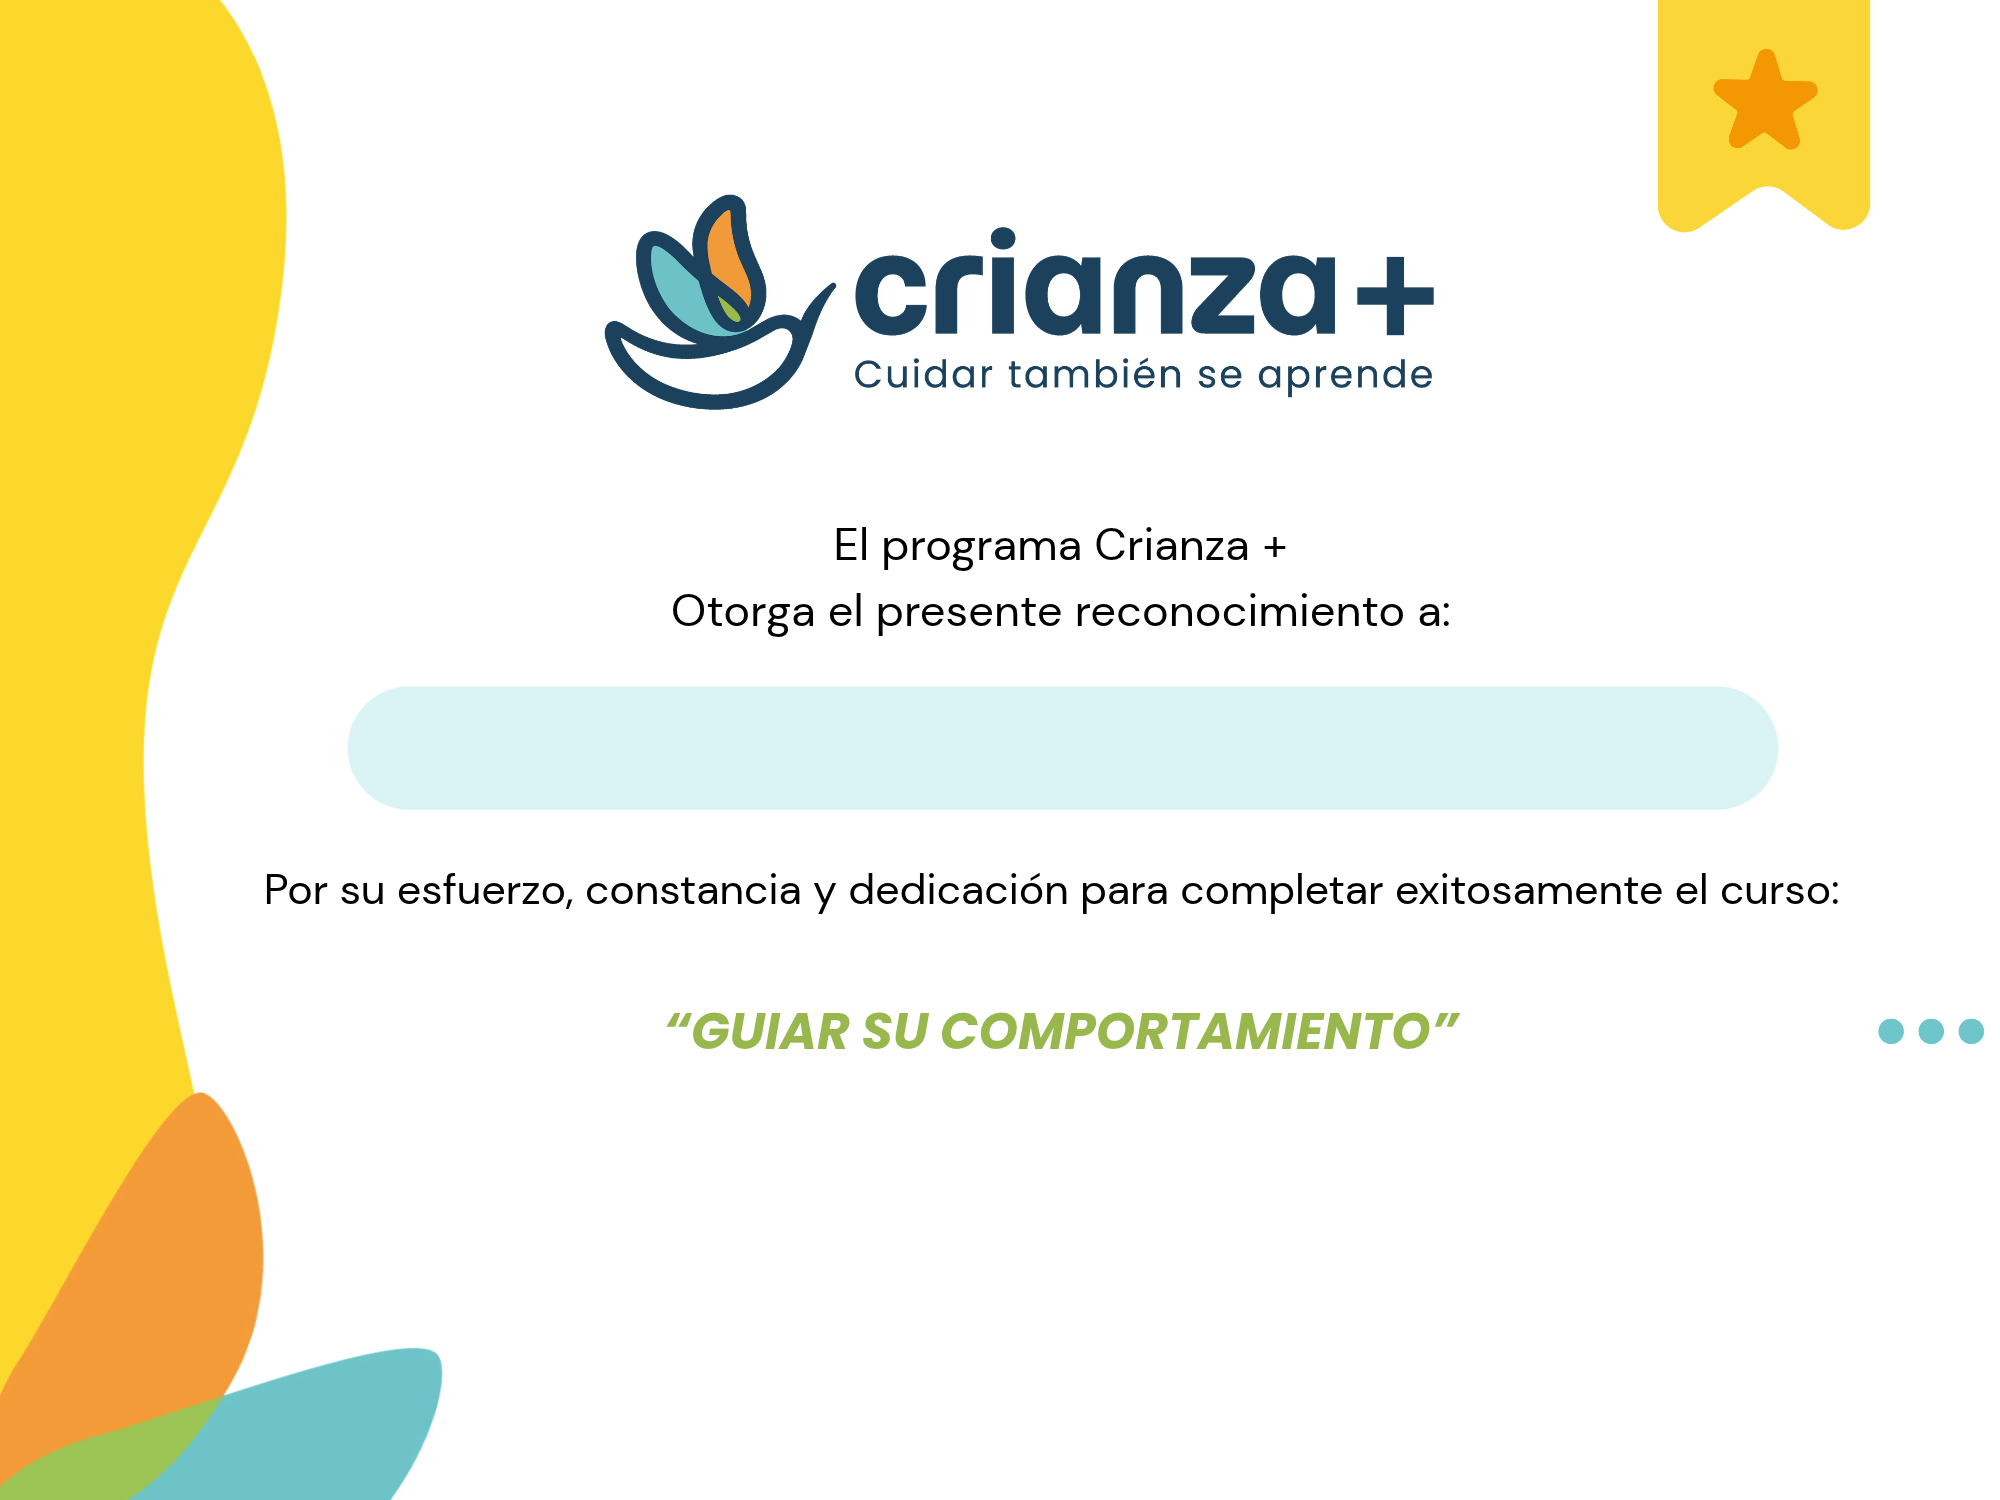 crianza+
Cuidar también se aprende
El programa Crianza +
Otorga el presente reconocimiento a:
Por su esfuerzo, constancia y dedicación para completar exitosamente el curso:
“GUIAR SU COMPORTAMIENTO”